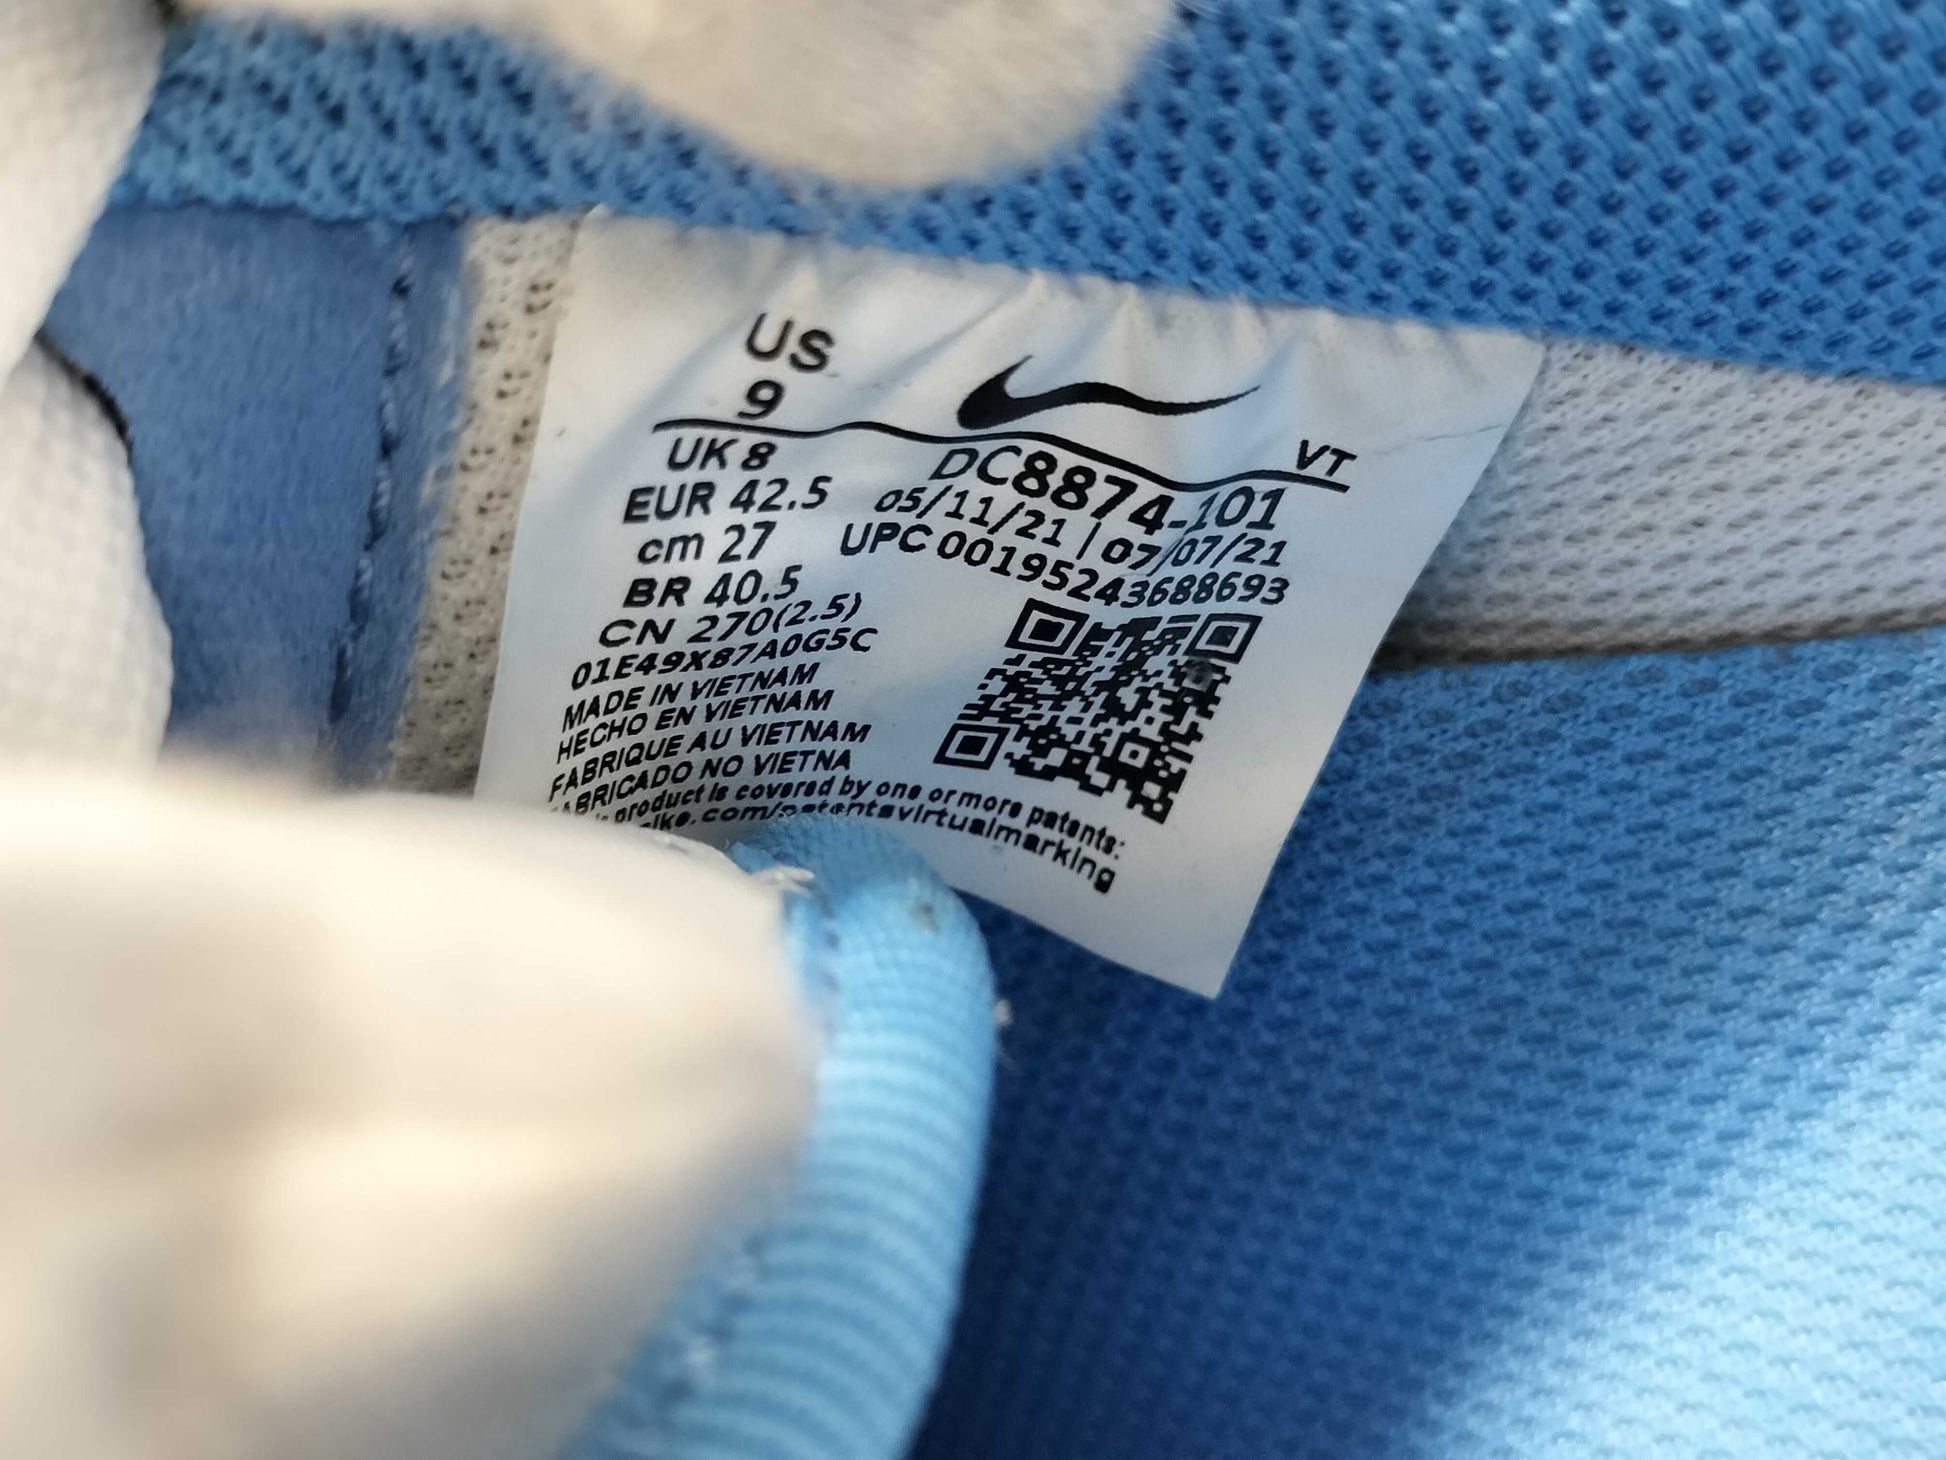 US
9
UK 8
EUR 42.5
cm 27
BR 40.5
CN 270(2.5)
01E49X87A0G5C
MADE IN VIETNAM
HECHO EN VIETNAM
FABRIQUE AU VIETNAM
FABRICADO NO VIETNA
product is covered by one or more patents:
.com/patentsvirtualmarking
VT
DC8874-101
05/11/21 | 07/07/21
UPC 00195243688693